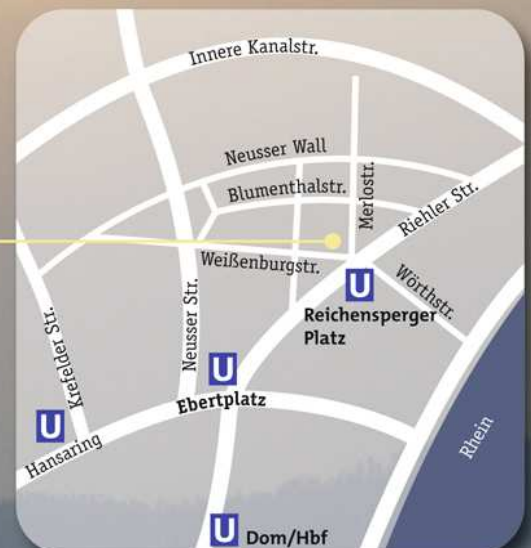 Innere Kanalstr.
Neusser Wall
Blumenthalstr.
Merlostr.
Riehler Str.
Weißenburgstr.
Wörthstr.
U
Reichensperger
Platz
Neusser Str.
Krefelder Str.
U
Ebertplatz
U
Hansaring
Rhein
U Dom/Hbf